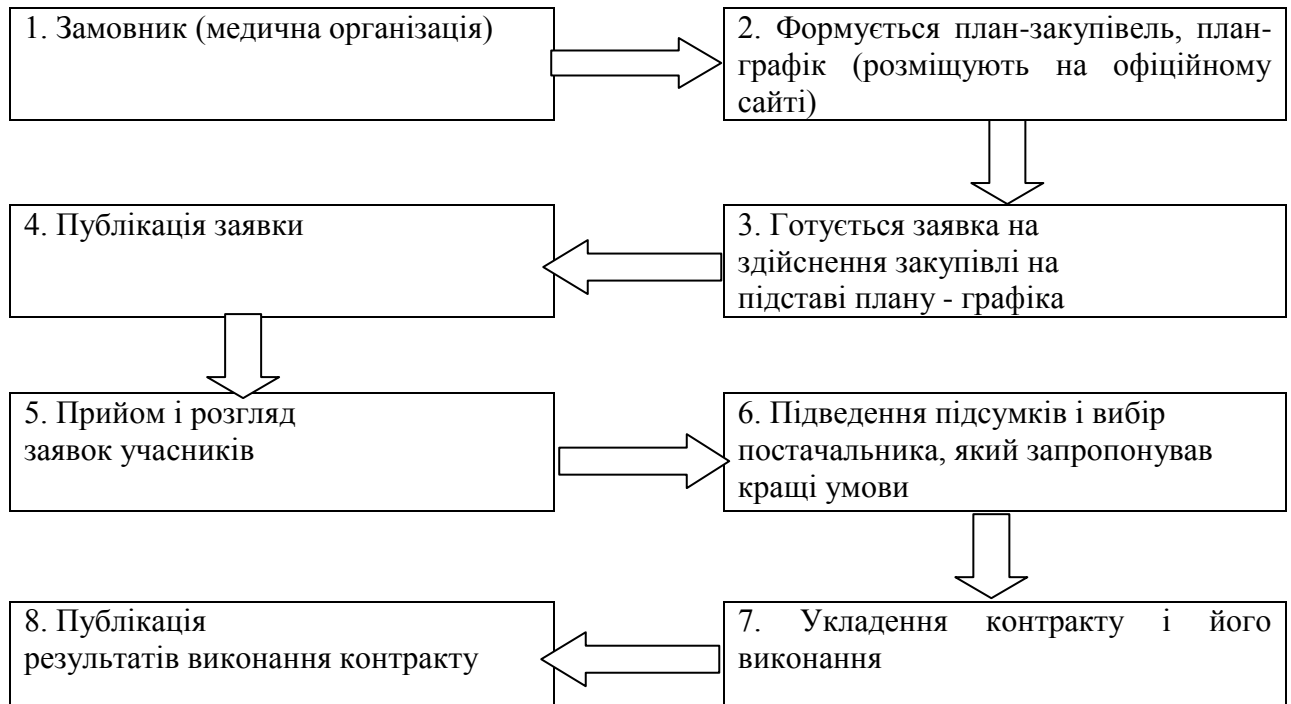 1. Замовник (медична організація)
2. Формується план-закупівель, план-
графік (розміщують на офіційному
сайті)
3. Готується заявка на
здійснення закупівлі на
підставі плану - графіка
4. Публікація заявки
5. Прийом і розгляд
заявок учасників
6. Підведення підсумків і вибір
постачальника, який запропонував
кращі умови
7. Укладення контракту і його
виконання
8. Публікація
результатів виконання контракту